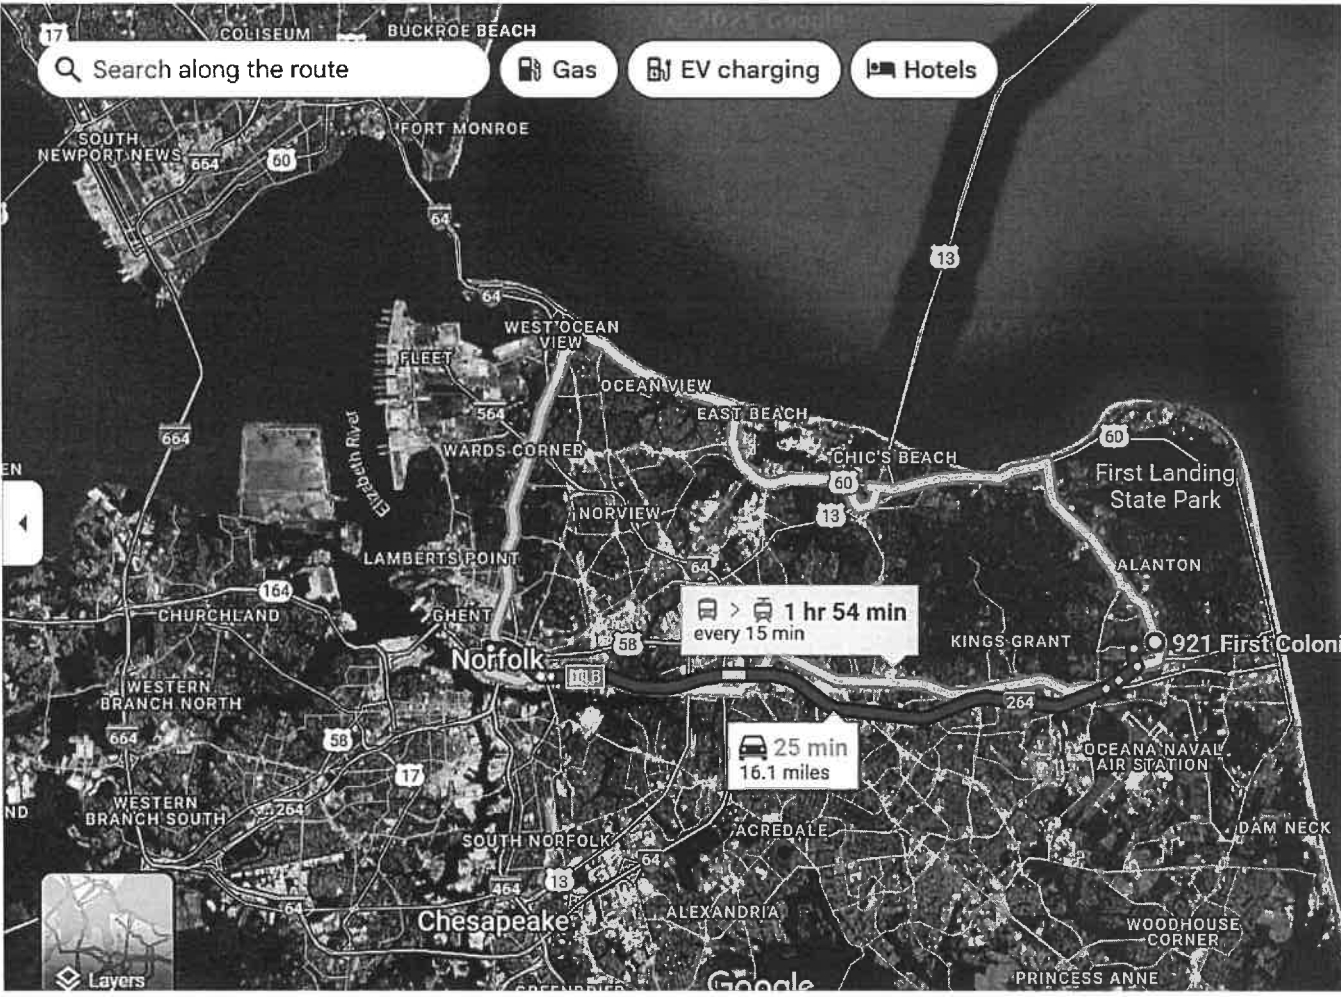 © 2025 Google
17
COLISEUM
BUCKROE BEACH
Search along the route
Gas
EV charging
Hotels
SOUTH
NEWPORT NEWS
664
60
FORT MONROE
64
13
64
WEST OCEAN
VIEW
FLEET
OCEAN VIEW
564
EAST BEACH
664
Elizabeth River
WARDS CORNER
60
CHIC'S BEACH
First Landing
State Park
EN
60
NORVIEW
13
LAMBERTS POINT
64
ALANTON
164
CHURCHLAND
GHENT
1 hr 54 min
every 15 min
58
KINGS GRANT
921 First Coloni
Norfolk
WESTERN
BRANCH NORTH
264
664
58
25 min
16.1 miles
OCEANA NAVAL
AIR STATION
17
ND
WESTERN
BRANCH SOUTH
264
SOUTH NORFOLK
ACREDALE
DAM NECK
64
464
13
64
Chesapeake
ALEXANDRIA
WOODHOUSE
CORNER
Layers
GREENBRIER
Google
PRINCESS ANNE